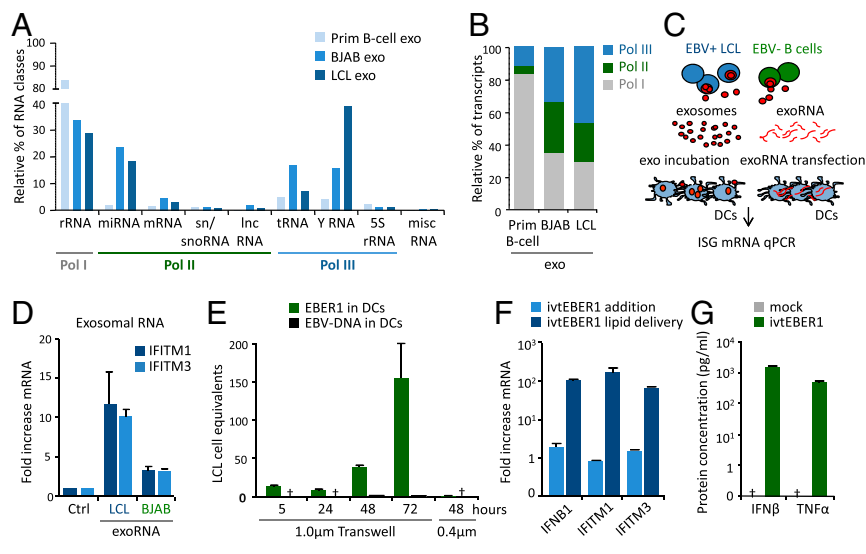 A
Relative % of RNA classes
100
90
80
40
30
20
10
0
Prim B-cell exo
BJAB exo
LCL exo
rRNA miRNA mRNA sn/ snoRNA lnc RNA tRNA Y RNA 5S rRNA misc RNA
Pol I Pol II Pol III
B
Relative % of transcripts
100
80
60
40
20
0
Pol III
Pol II
Pol I
Prim B-cell BJAB LCL
exo
C
EBV+ LCL EBV- B cells
exosomes exoRNA
exo incubation exoRNA transfection
DCs DCs
ISG mRNA qPCR
D
Exosomal RNA
IFITM1
IFITM3
Fold increase mRNA
20
15
10
5
0
Ctrl LCL BJAB
exoRNA
E
EBER1 in DCs
EBV-DNA in DCs
LCL cell equivalents
200
150
100
50
0
† † †
5 24 48 72 48 hours
1.0µm Transwell 0.4µm
F
ivtEBER1 addition
ivtEBER1 lipid delivery
Fold increase mRNA
10³
10²
10¹
1
0
IFNB1 IFITM1 IFITM3
G
mock
ivtEBER1
Protein concentration (pg/ml)
10⁴
10³
10²
10¹
1
0
† †
IFNβ TNFα